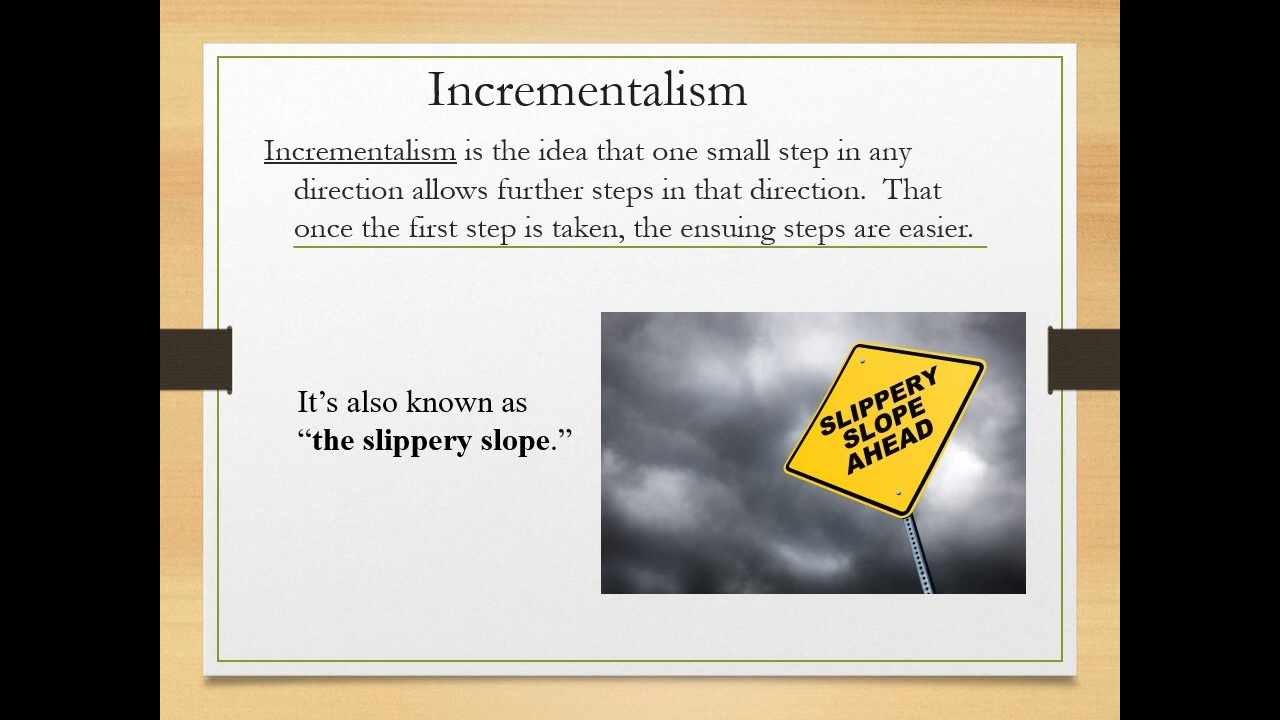 Incrementalism
Incrementalism is the idea that one small step in any
direction allows further steps in that direction.  That
once the first step is taken, the ensuing steps are easier.
It’s also known as
“the slippery slope.”
SLIPPERY
SLOPE
AHEAD